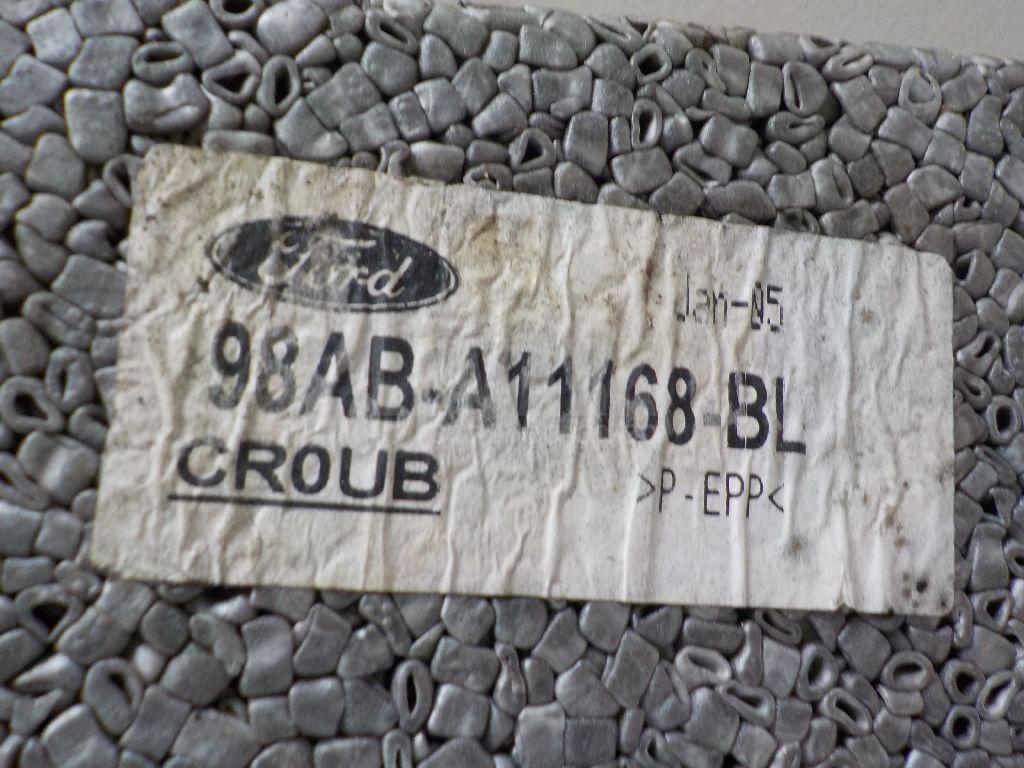 Ford
Jan-05
98AB-A11168-BL
CR0UB
>P-EPP<